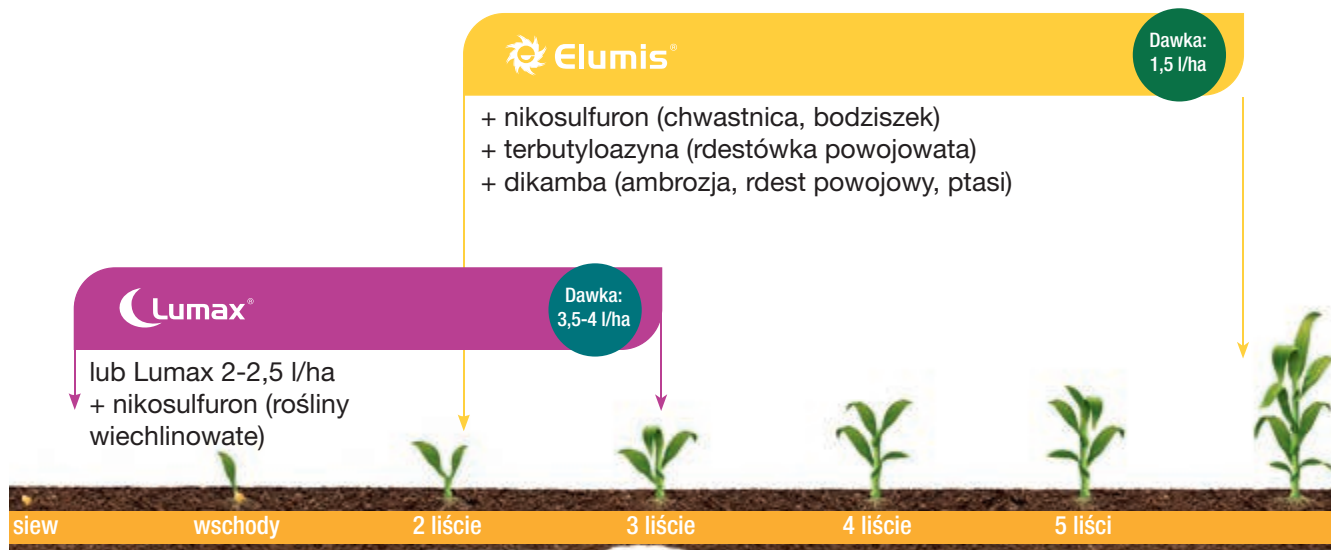 Elumis®
Dawka:
1,5 l/ha
+ nikosulfuron (chwastnica, bodziszek)
+ terbutyloazyna (rdestówka powojowata)
+ dikamba (ambrozja, rdest powojowy, ptasi)
Lumax®
Dawka:
3,5-4 l/ha
lub Lumax 2-2,5 l/ha
+ nikosulfuron (rośliny
wiechlinowate)
siew wschody 2 liście 3 liście 4 liście 5 liści